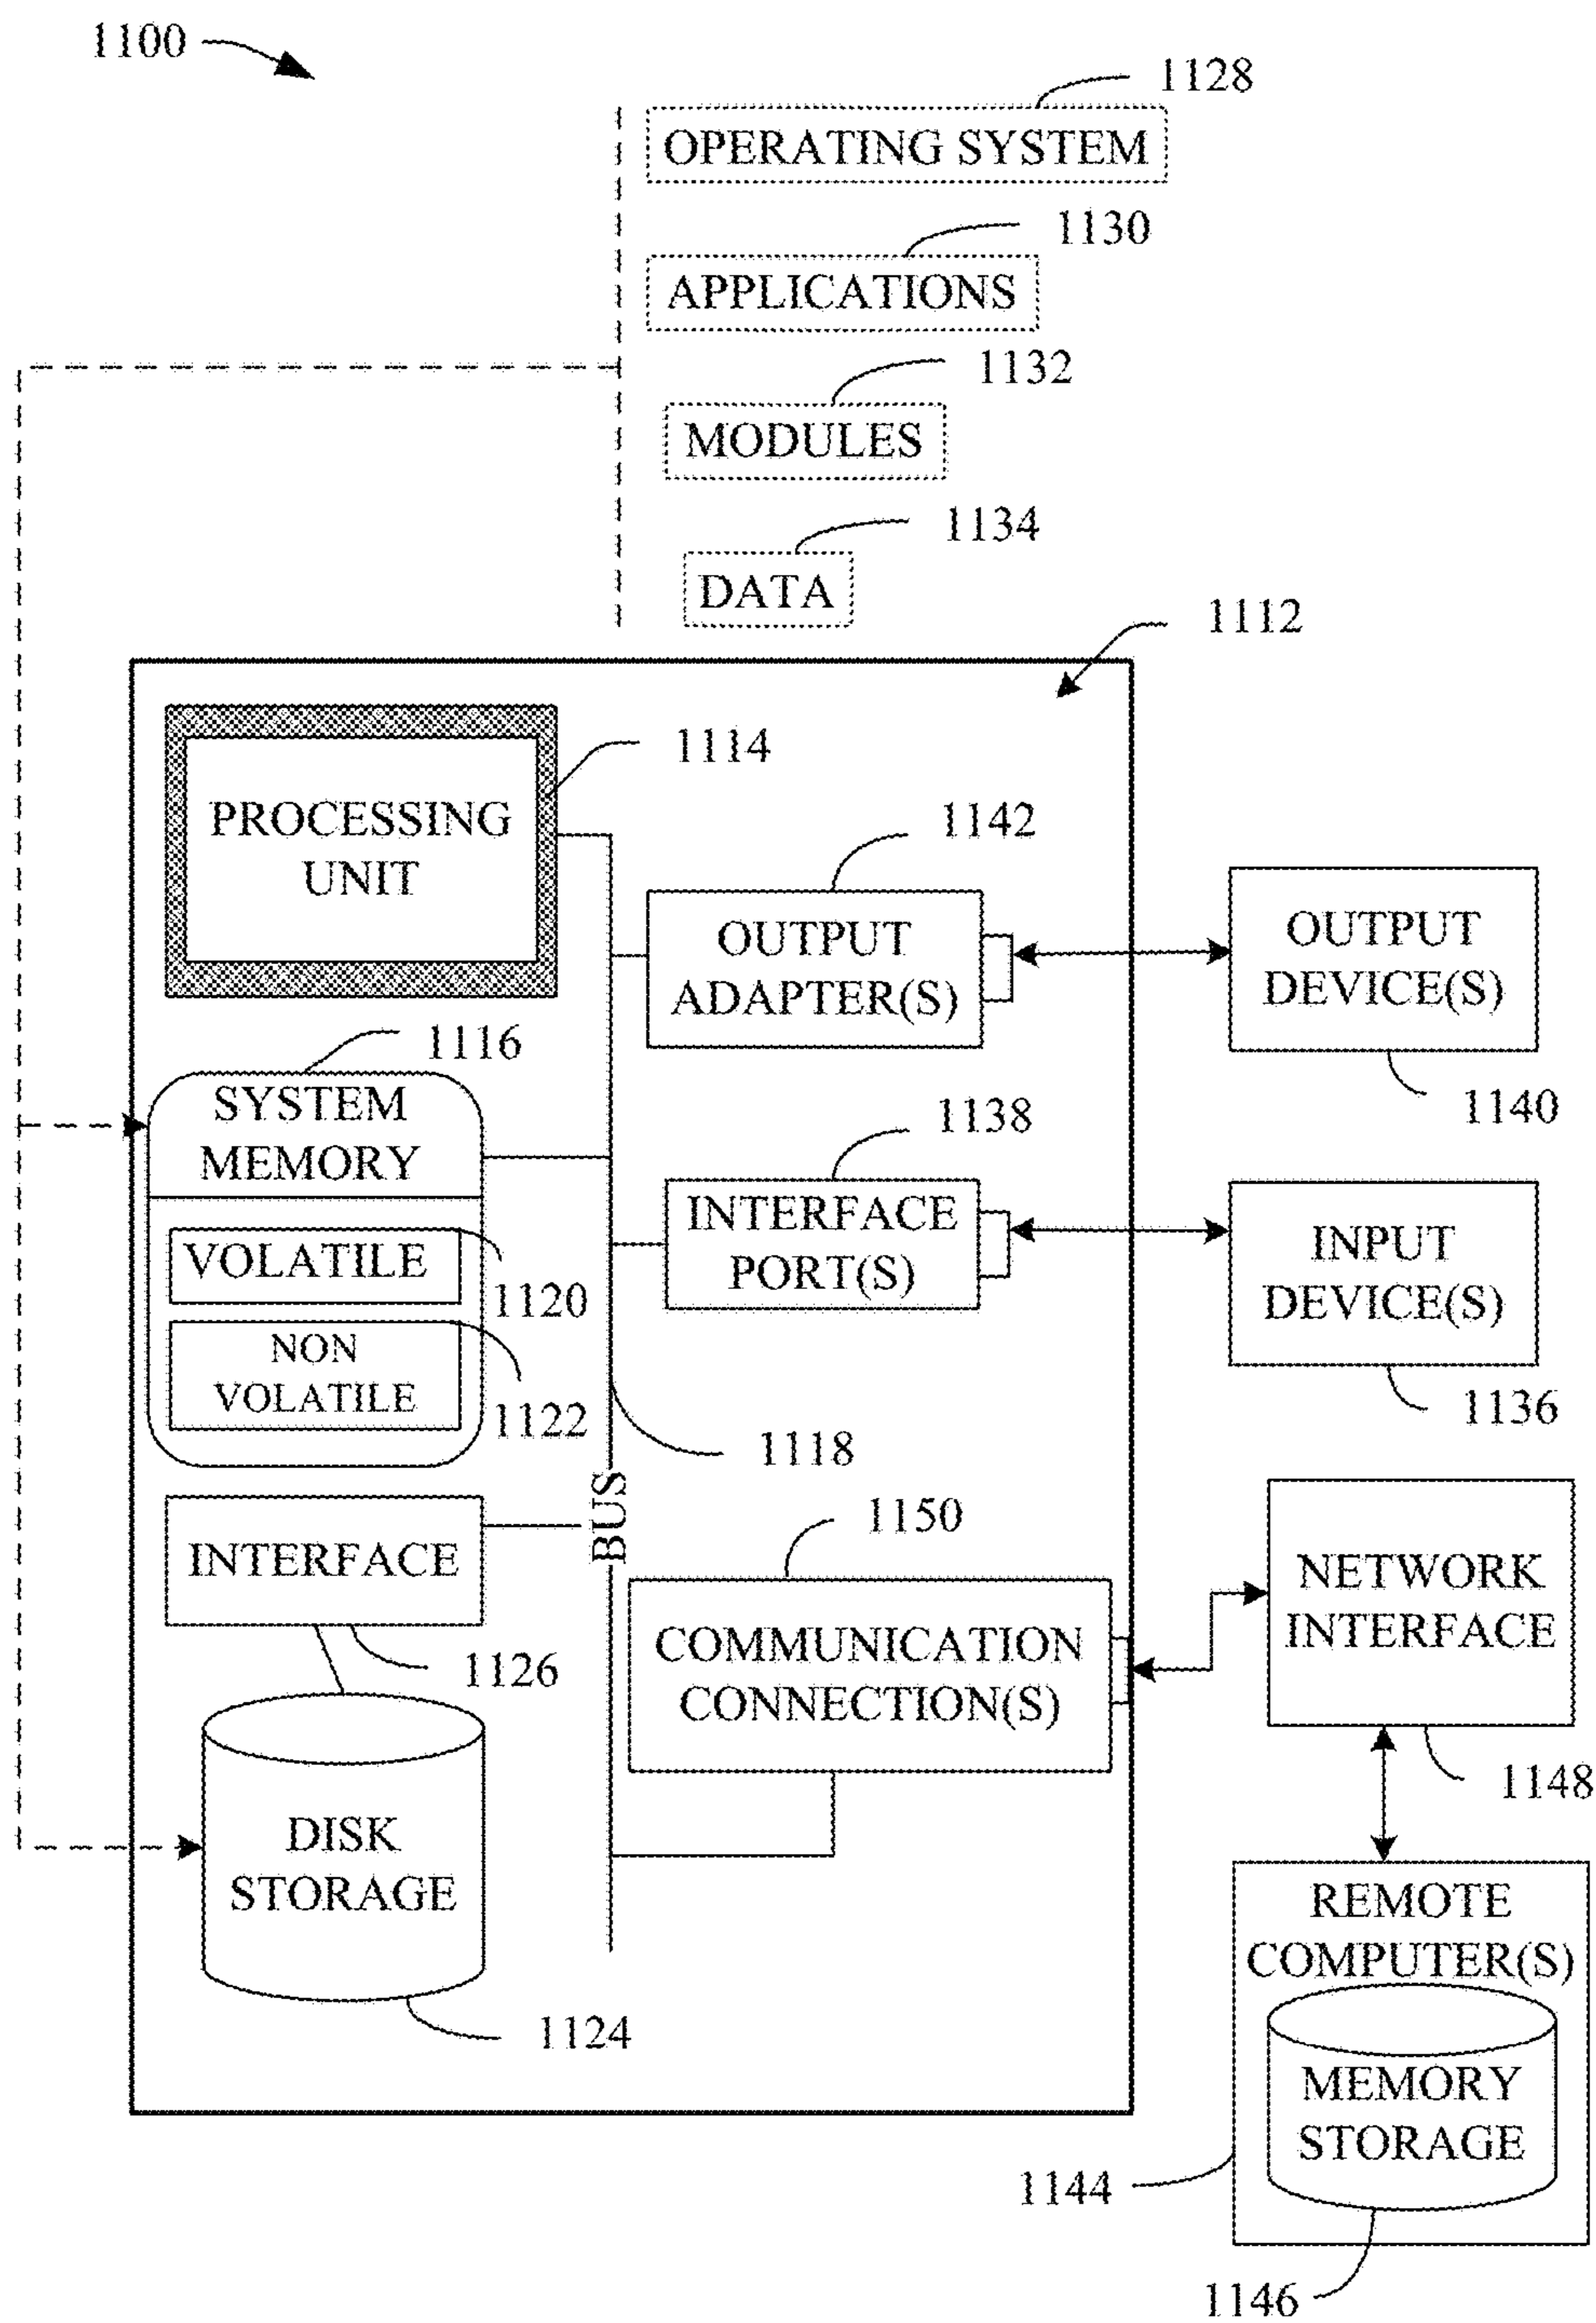 1100
1128
OPERATING SYSTEM
1130
APPLICATIONS
1132
MODULES
1134
DATA
1112
PROCESSING
UNIT
1114
1142
OUTPUT
ADAPTER(S)
OUTPUT
DEVICE(S)
1140
1116
SYSTEM
MEMORY
VOLATILE
1120
NON
VOLATILE
1122
1138
INTERFACE
PORT(S)
INPUT
DEVICE(S)
1136
1118
BUS
INTERFACE
1126
1150
COMMUNICATION
CONNECTION(S)
NETWORK
INTERFACE
1148
DISK
STORAGE
1124
REMOTE
COMPUTER(S)
MEMORY
STORAGE
1144
1146